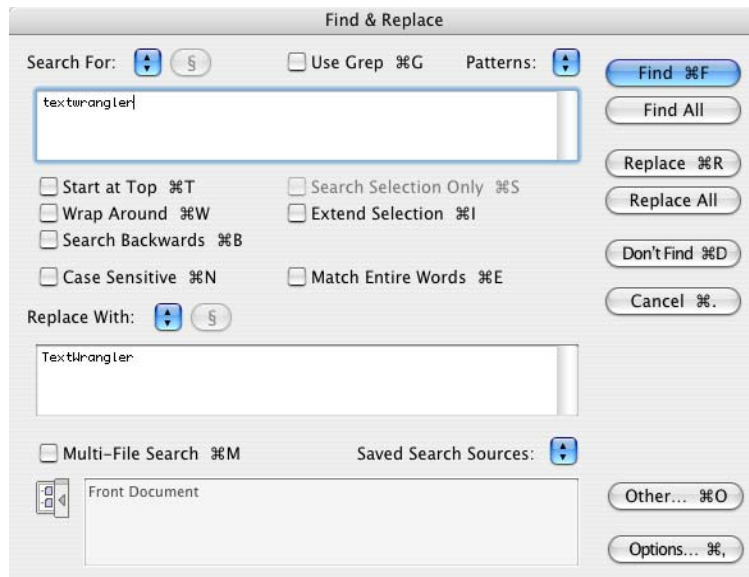 Find & Replace
Search For: § Use Grep ⌘G Patterns:
textwrangler
Start at Top ⌘T Search Selection Only ⌘S
Wrap Around ⌘W Extend Selection ⌘I
Search Backwards ⌘B
Case Sensitive ⌘N Match Entire Words ⌘E
Replace With: §
TextWrangler
Multi-File Search ⌘M Saved Search Sources:
Front Document
Find ⌘F
Find All
Replace ⌘R
Replace All
Don't Find ⌘D
Cancel ⌘.
Other... ⌘O
Options... ⌘,